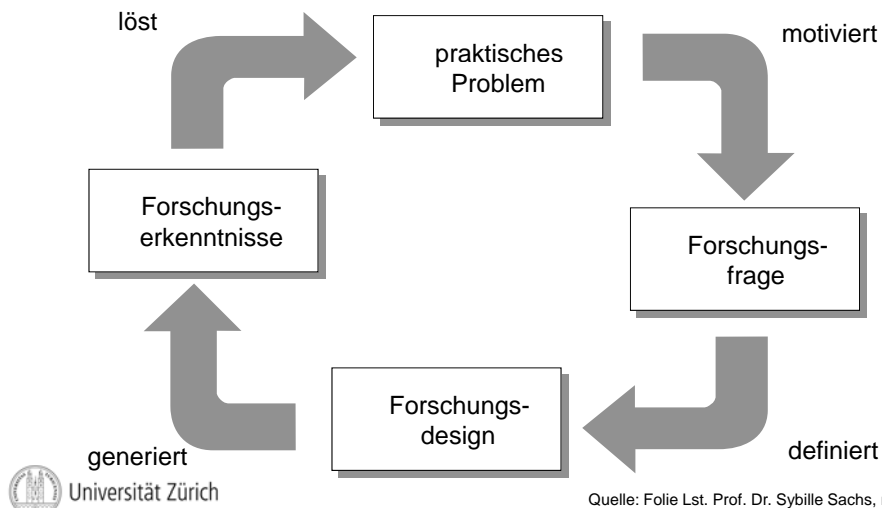 löst
praktisches
Problem
motiviert
Forschungs-
erkenntnisse
Forschungs-
frage
Forschungs-
design
generiert
definiert
Universität Zürich
Quelle: Folie Lst. Prof. Dr. Sybille Sachs,